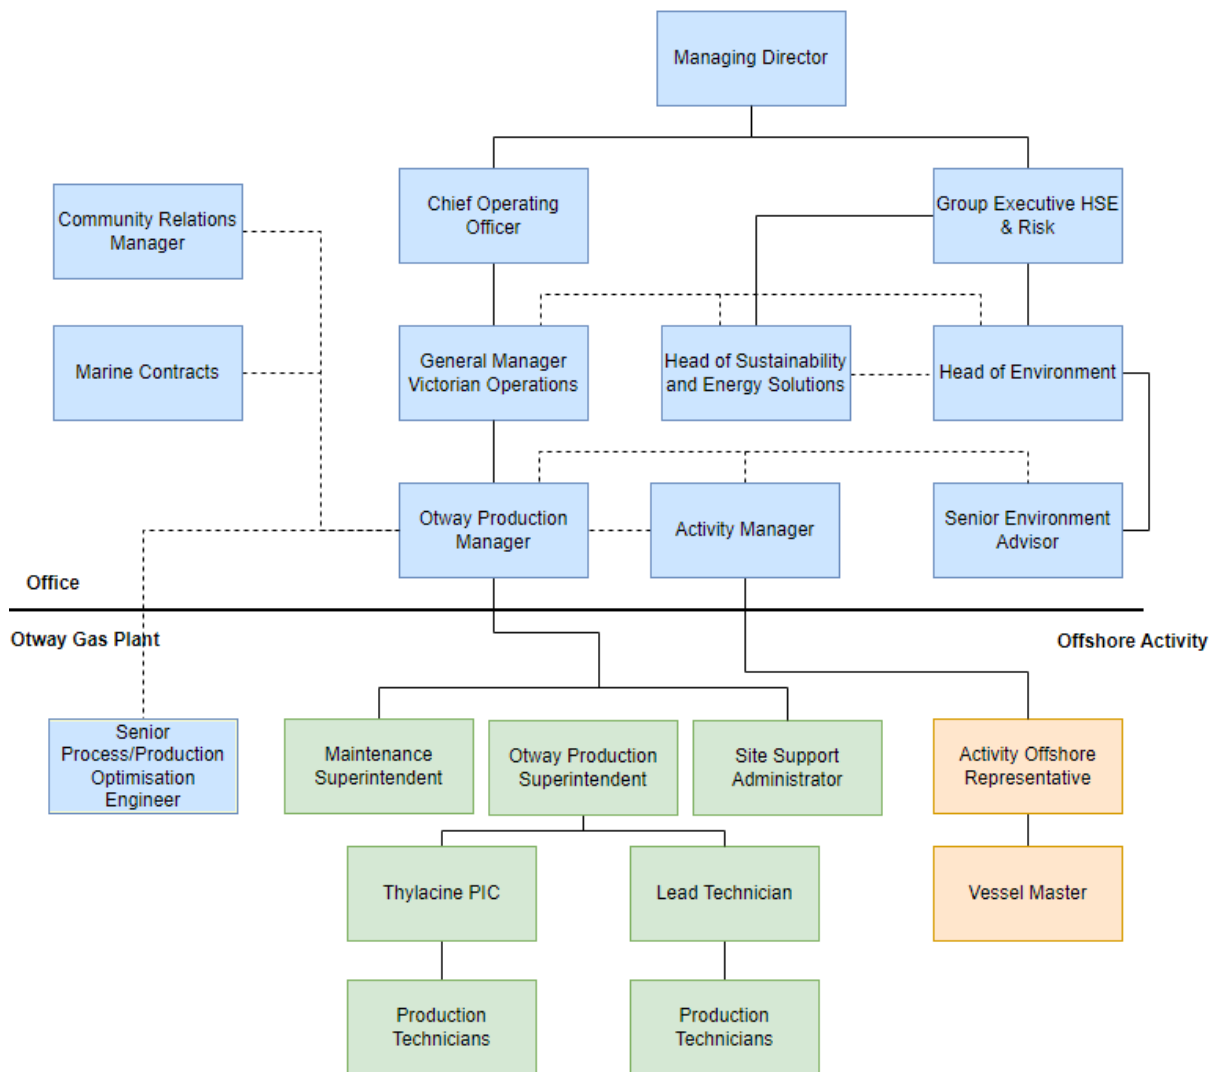 Managing Director
Chief Operating
Officer
Group Executive HSE
& Risk
Community Relations
Manager
Marine Contracts
General Manager
Victorian Operations
Head of Sustainability
and Energy Solutions
Head of Environment
Otway Production
Manager
Activity Manager
Senior Environment
Advisor
Office
Otway Gas Plant
Offshore Activity
Senior
Process/Production
Optimisation
Engineer
Maintenance
Superintendent
Otway Production
Superintendent
Site Support
Administrator
Activity Offshore
Representative
Thylacine PIC
Lead Technician
Vessel Master
Production
Technicians
Production
Technicians